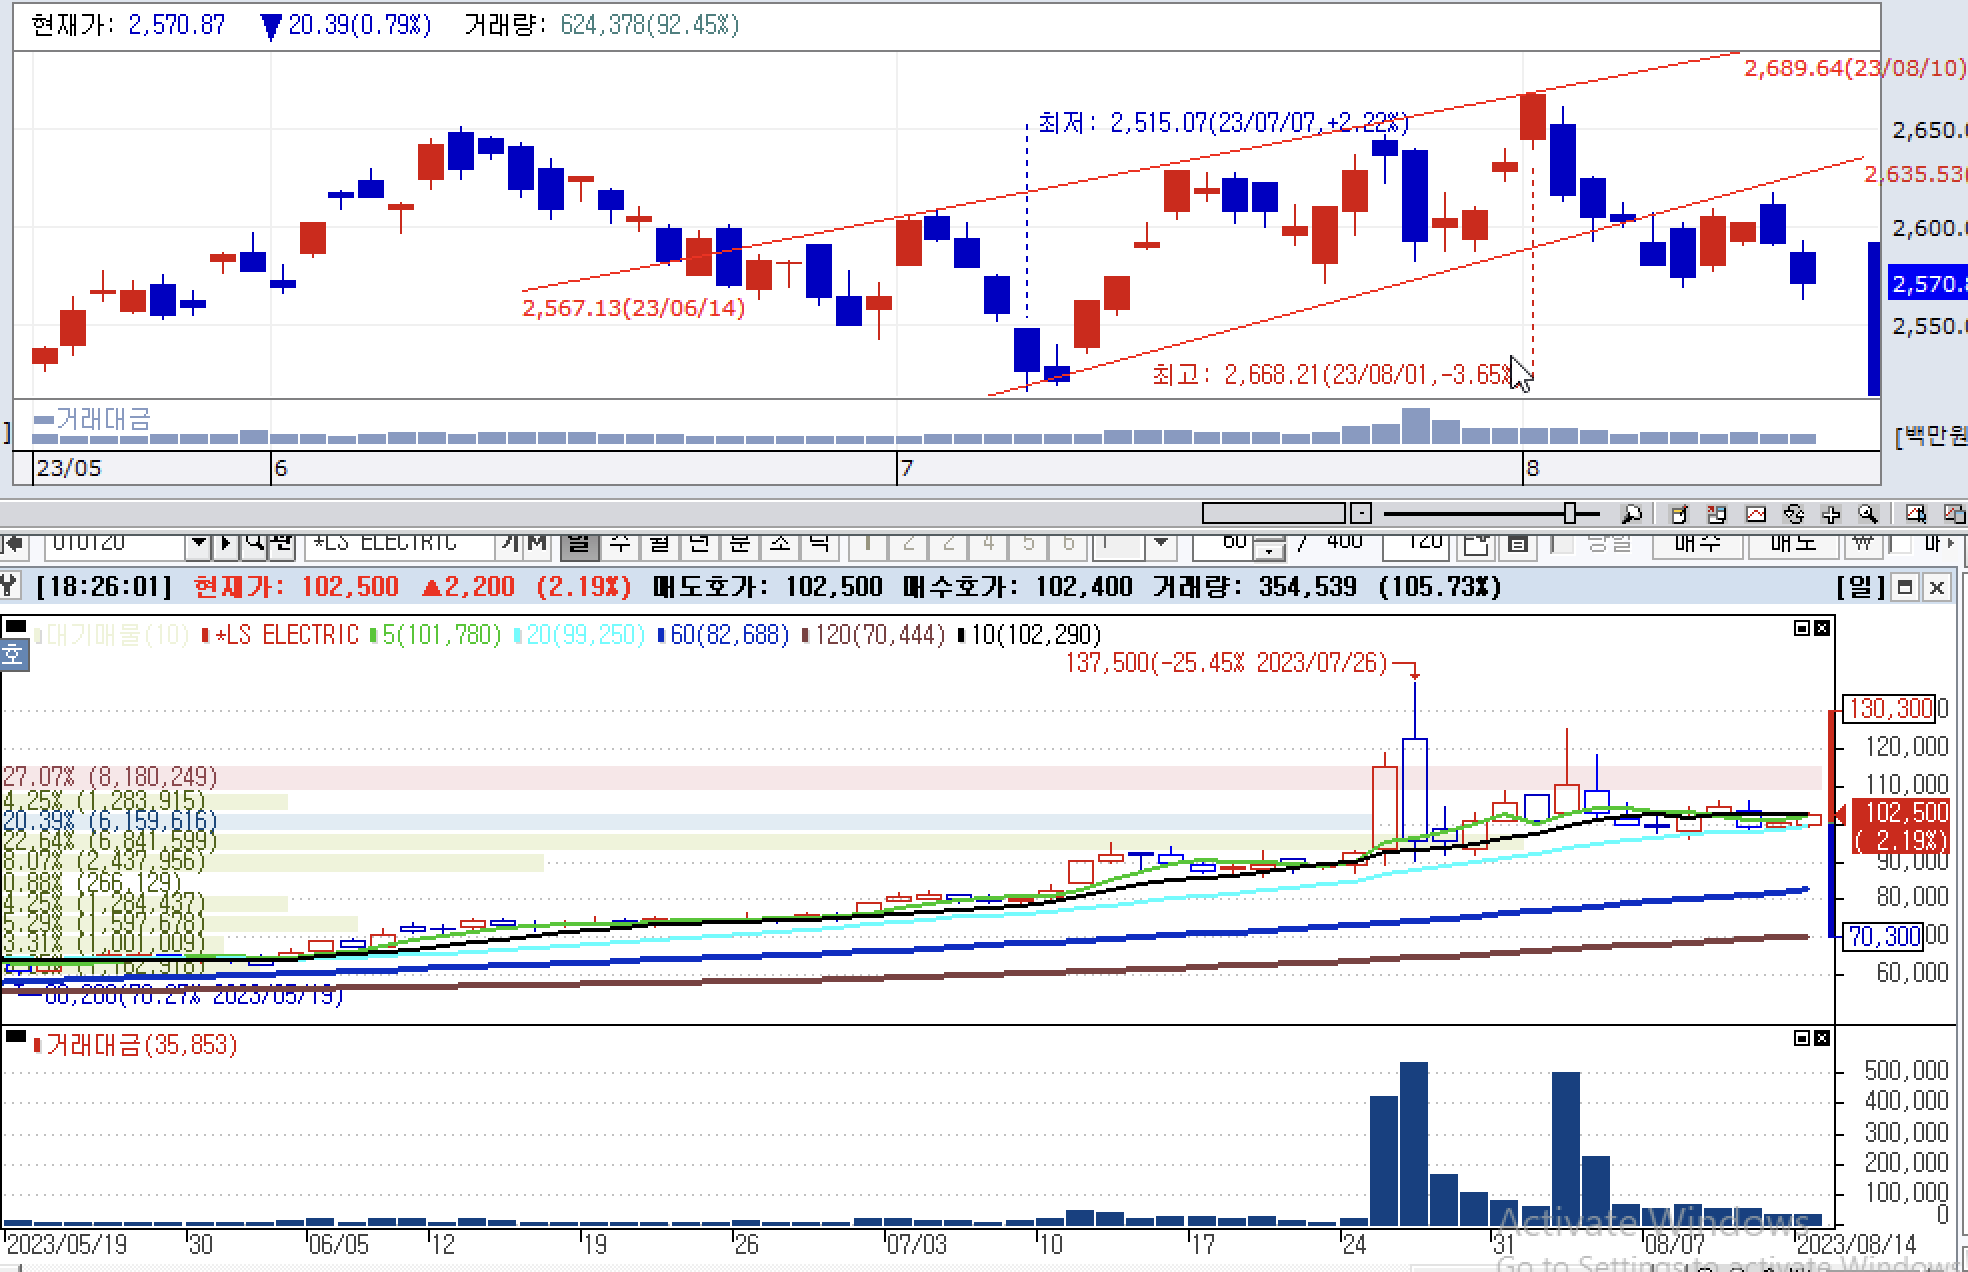 현재가: 2,570.87 ▼ 20.39(0.79%) 거래량: 624,378(92.45%)
2,689.64(23/08/10)
최저: 2,515.07(23/07/07,+2.22%)
2,650.0
2,635.53(
2,600.0
2,567.13(23/06/14)
2,570.8
2,550.0
최고: 2,668.21(23/08/01,-3.65%
거래대금
] [백만원
23/05 6 7 8
010120 *LS ELECTRIC 개 M 일 주 월 년 분 초 틱 1 2 2 4 5 6 60 / 400 120 당일 매수 매도 ₩
[18:26:01] 현재가: 102,500 ▲2,200 (2.19%) 매도호가: 102,500 매수호가: 102,400 거래량: 354,539 (105.73%) [일]
대기매물(10) *LS ELECTRIC 5(101,780) 20(99,250) 60(82,688) 120(70,444) 10(102,290)
호
137,500(-25.45% 2023/07/26)
130,300
120,000
27.07% (8,180,249)
110,000
4.25% (1,283,915)
102,500
20.39% (6,159,616)
22.64% (6,841,599)
( 2.19%)
8.07% (2,437,956)
90,000
0.88% (266,129)
80,000
4.25% (1,284,437)
5.29% (1,597,678)
3.31% (1,001,009)
70,300
60,000
2023/05/19)
거래대금(35,853)
500,000
400,000
300,000
200,000
100,000
0
Activate Windows
2023/05/19 30 06/05 12 19 26 07/03 10 17 24 31 08/07 2023/08/14
Go to Settings to activate Windows